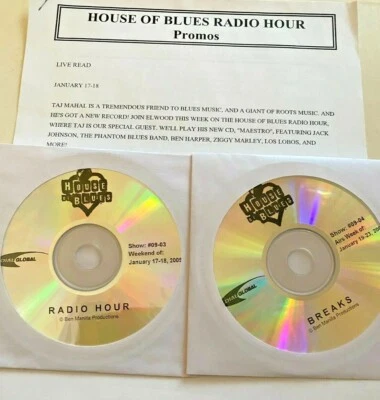 HOUSE OF BLUES RADIO HOUR
Promos
LIVE READ
JANUARY 17-18
TAJ MAHAL IS A TREMENDOUS FRIEND TO BLUES MUSIC, AND A GIANT OF ROOTS MUSIC. AND
HE'S GOT A NEW RECORD! JOIN ELWOOD THIS WEEK ON THE HOUSE OF BLUES RADIO HOUR,
WHERE TAJ IS OUR SPECIAL GUEST. WE'LL PLAY HIS NEW CD, "MAESTRO", FEATURING JACK
JOHNSON, THE PHANTOM BLUES BAND, BEN HARPER, ZIGGY MARLEY, LOS LOBOS, AND
MORE!
HOUSE
OF BLUES
GLOBAL
Show: #09-03
Weekend of:
January 17-18, 2009
RADIO HOUR
© Ben Manilla Productions
HOUSE
OF BLUES
GLOBAL
Show: #09-04
Airs Week of:
January 19-23,
BREAKS
© Ben Manilla Productions